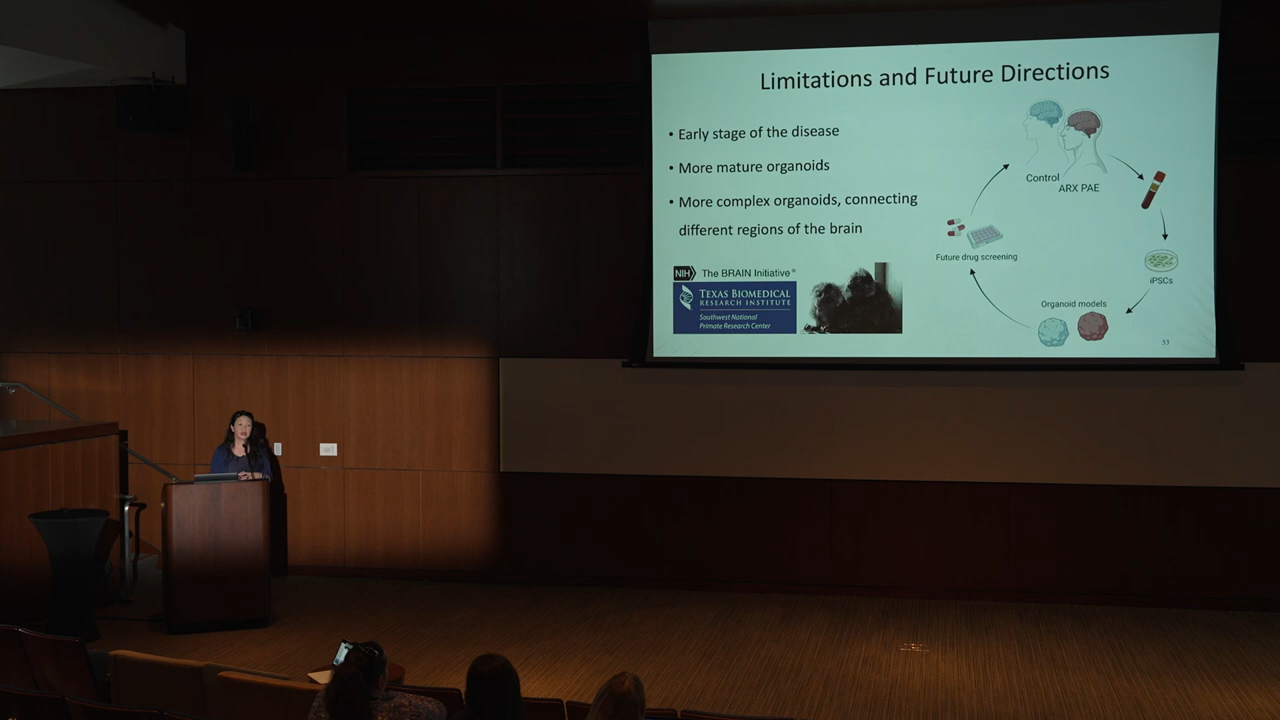 Limitations and Future Directions
• Early stage of the disease
• More mature organoids
• More complex organoids, connecting
different regions of the brain
NIH The BRAIN Initiative®
TEXAS BIOMEDICAL
RESEARCH INSTITUTE
Southwest National
Primate Research Center
Control
ARX PAE
iPSCs
Organoid models
Future drug screening
53